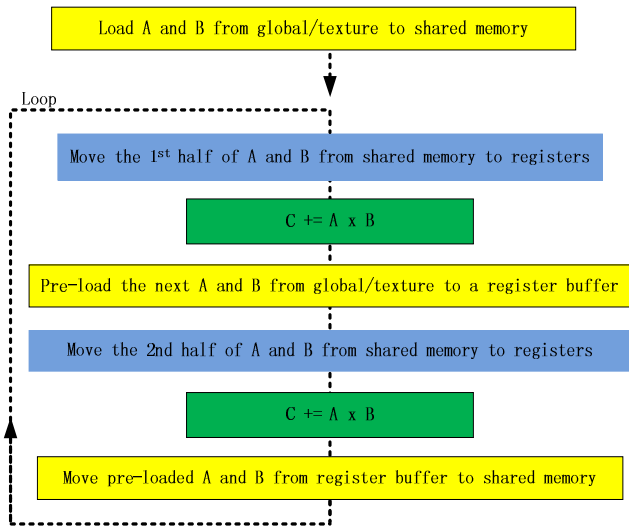 Load A and B from global/texture to shared memory
Loop
Move the 1st half of A and B from shared memory to registers
C += A x B
Pre-load the next A and B from global/texture to a register buffer
Move the 2nd half of A and B from shared memory to registers
C += A x B
Move pre-loaded A and B from register buffer to shared memory